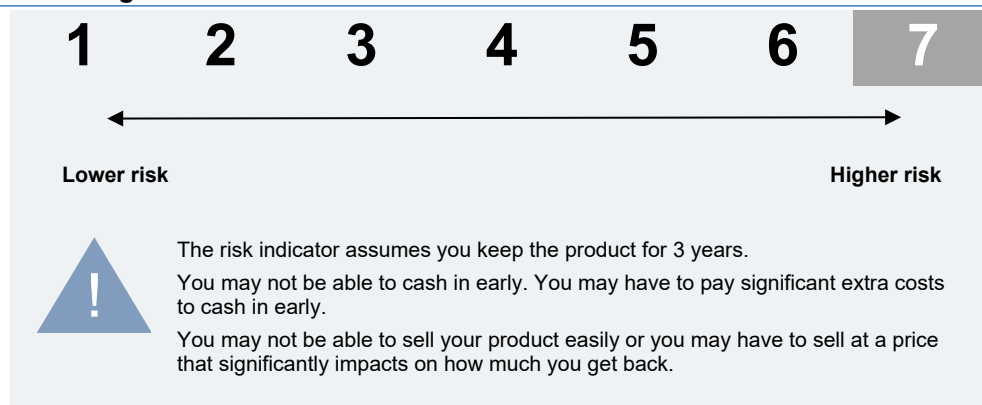 1 2 3 4 5 6 7
Lower risk Higher risk
The risk indicator assumes you keep the product for 3 years.
! You may not be able to cash in early. You may have to pay significant extra costs
to cash in early.
You may not be able to sell your product easily or you may have to sell at a price
that significantly impacts on how much you get back.